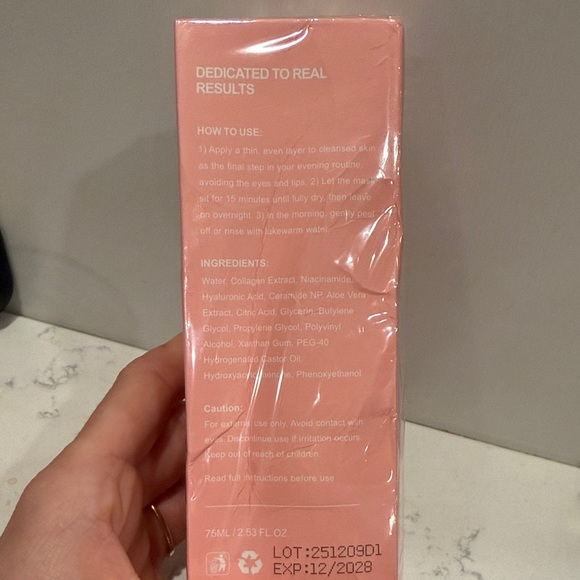 DEDICATED TO REAL
RESULTS
HOW TO USE:
1) Apply a thin, even layer to cleansed skin
as the final step in your evening routine,
avoiding the eyes and lips. 2) Let the mask
sit for 15 minutes until fully dry, then leave
on overnight. 3) In the morning, gently peel
off or rinse with lukewarm water.
INGREDIENTS:
Water, Collagen Extract, Niacinamide,
Hyaluronic Acid, Ceramide NP, Aloe Vera
Extract, Citric Acid, Glycerin, Butylene
Glycol, Propylene Glycol, Polyvinyl
Alcohol, Xanthan Gum, PEG-40
Hydrogenated Castor Oil,
Hydroxyacetophenone, Phenoxyethanol
Caution:
For external use only. Avoid contact with
eyes. Discontinue use if irritation occurs.
Keep out of reach of children.
Read full instructions before use
75ML / 2.53 FL.OZ.
LOT:251209D1
EXP:12/2028